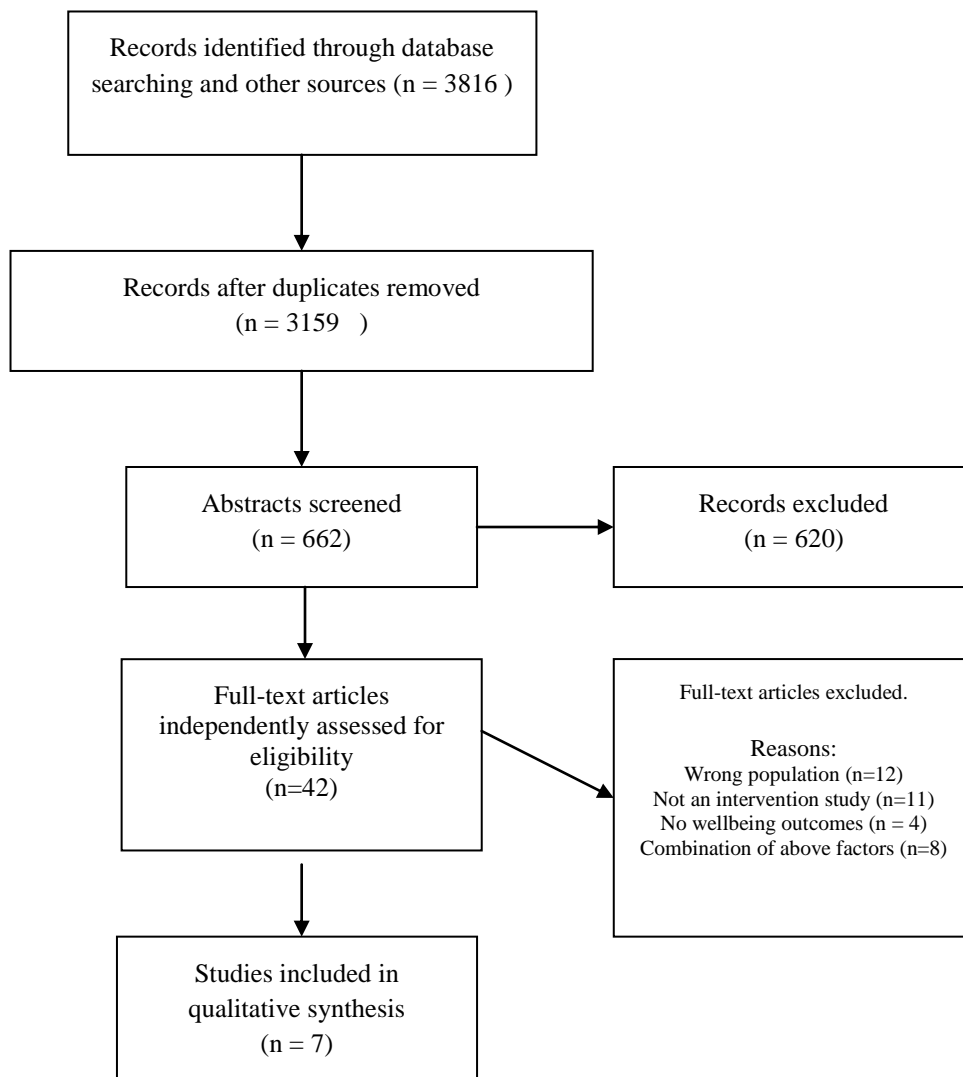 Records identified through database
searching and other sources (n = 3816 )
Records after duplicates removed
(n = 3159   )
Abstracts screened
(n = 662)
Records excluded
(n = 620)
Full-text articles
independently assessed for
eligibility
(n=42)
Full-text articles excluded.
Reasons:
Wrong population (n=12)
Not an intervention study (n=11)
No wellbeing outcomes (n = 4)
Combination of above factors (n=8)
Studies included in
qualitative synthesis
(n = 7)